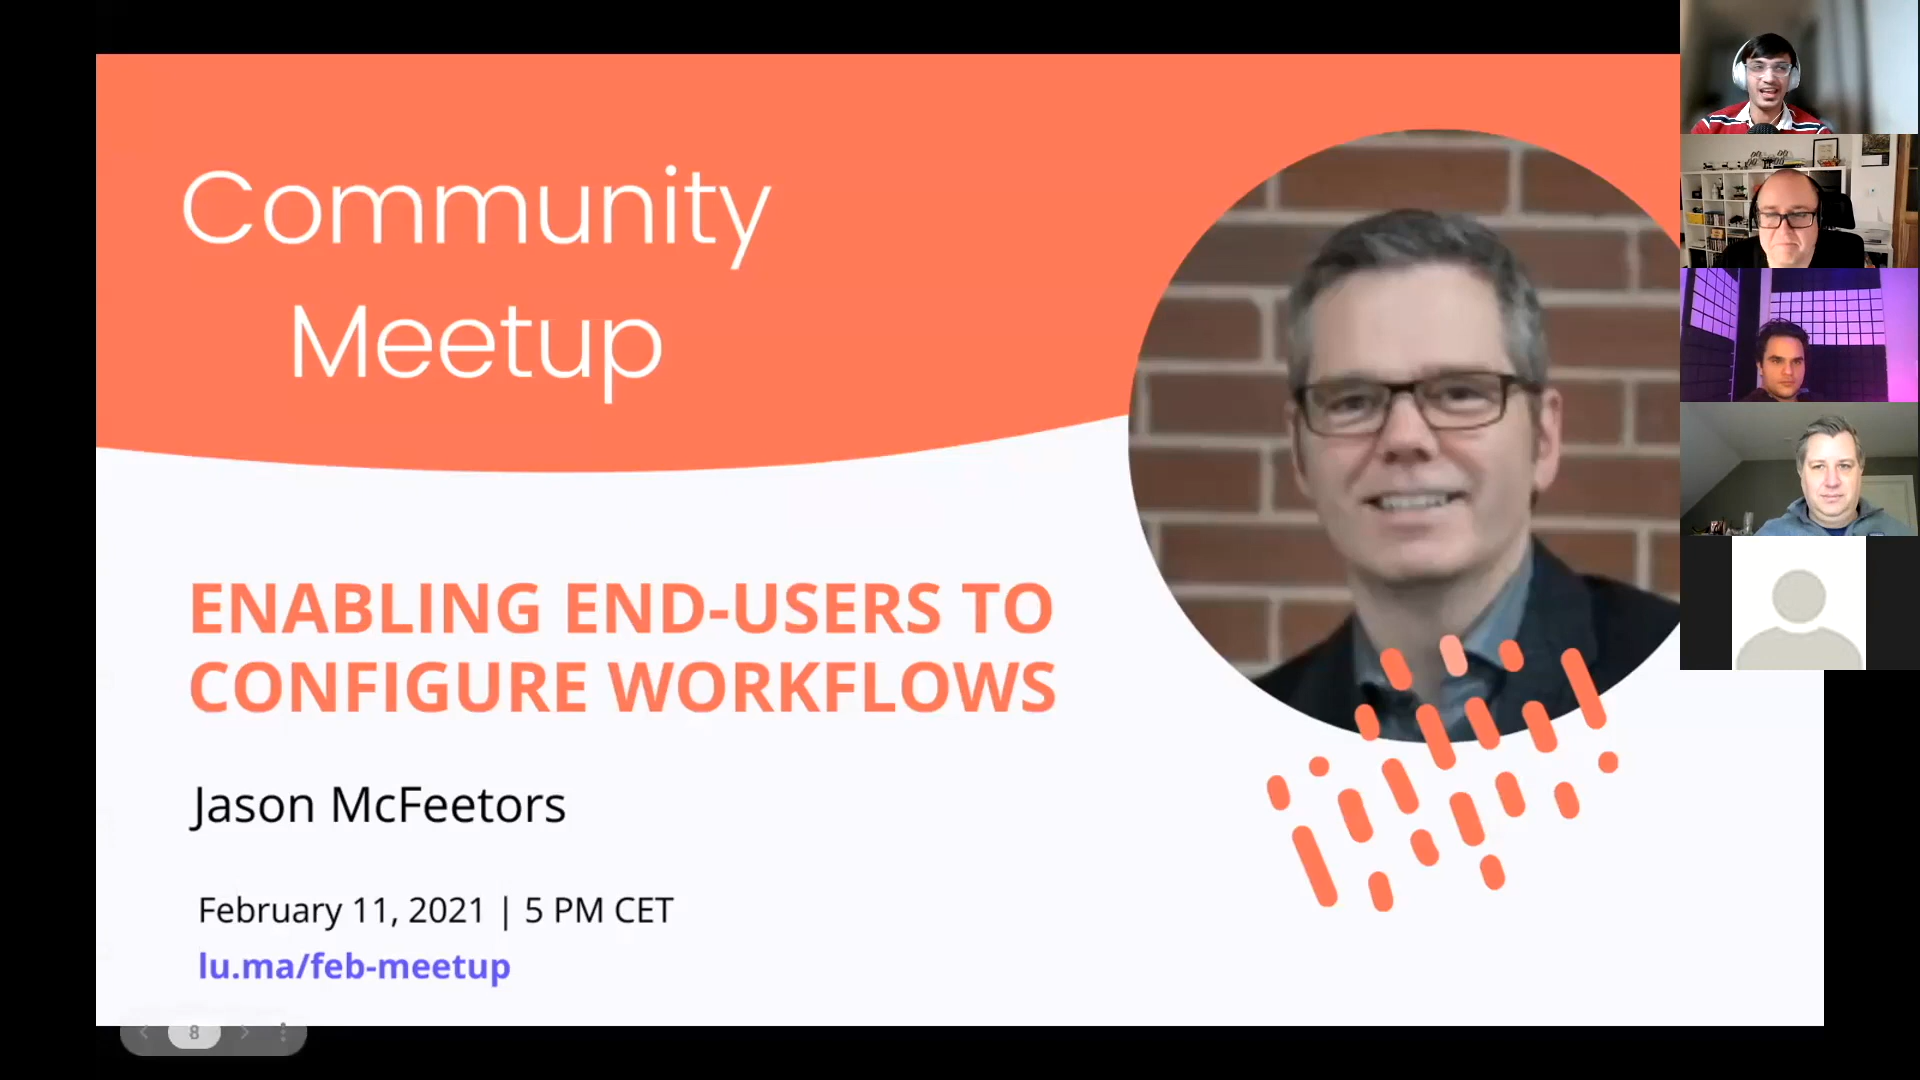 Community
Meetup
ENABLING END-USERS TO
CONFIGURE WORKFLOWS
Jason McFeetors
February 11, 2021 | 5 PM CET
lu.ma/feb-meetup
8